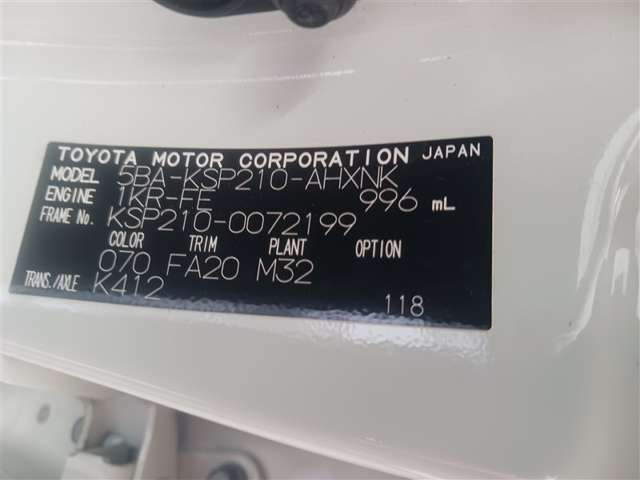 TOYOTA MOTOR CORPORATION JAPAN
MODEL 5BA-KSP210-AHXNK
ENGINE 1KR-FE 996 mL
FRAME No. KSP210-0072199
COLOR TRIM PLANT OPTION
070 FA20 M32
TRANS./AXLE K412
118